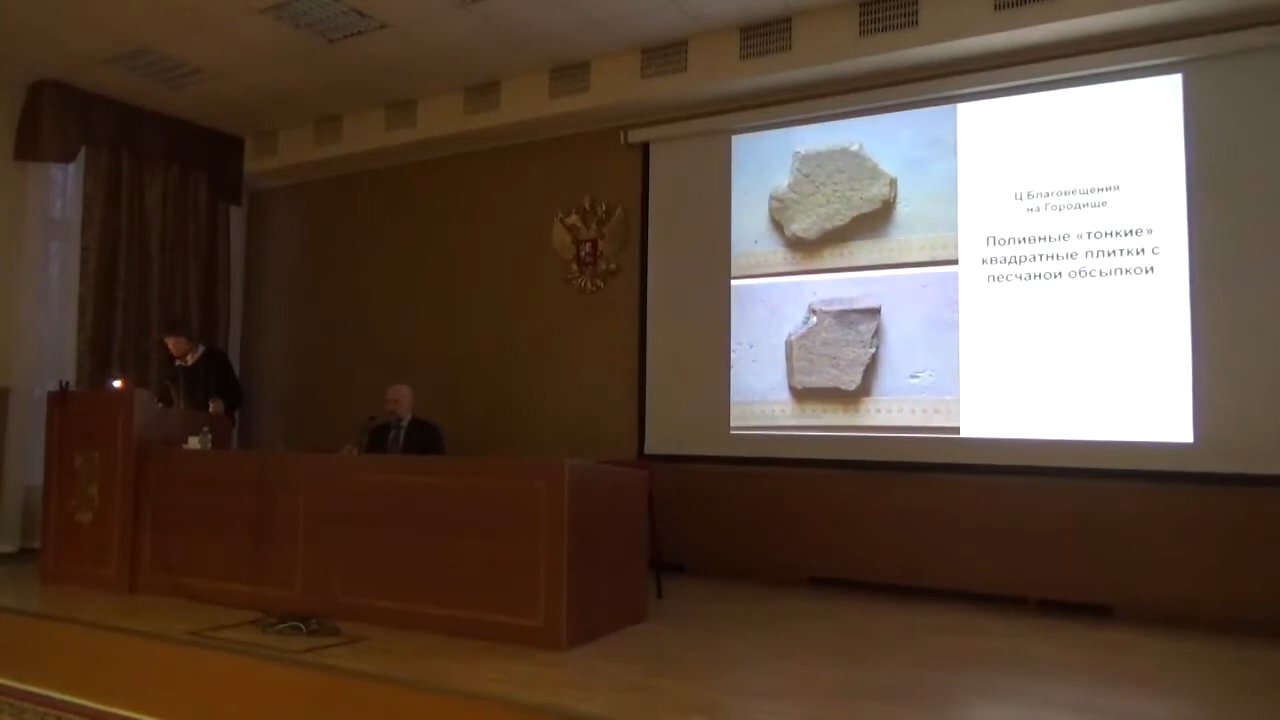 Ц Благовещения
на Городище
Поливные «тонкие»
квадратные плитки с
песчаной обсыпкой